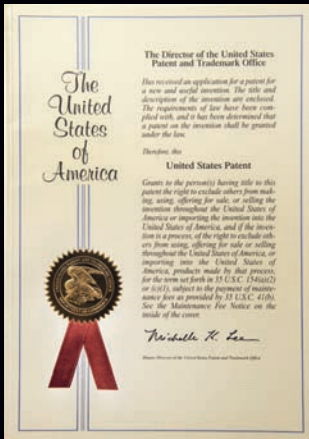 The
United
States
of
America
The Director of the United States
Patent and Trademark Office
Has received an application for a patent for
a new and useful invention. The title and
description of the invention are enclosed.
The requirements of law have been com-
plied with, and it has been determined that
a patent on the invention shall be granted
under the law.
Therefore, this
United States Patent
Grants to the person(s) having title to this
patent the right to exclude others from mak-
ing, using, offering for sale, or selling the
invention throughout the United States of
America or importing the invention into the
United States of America, and if the inven-
tion is a process, of the right to exclude oth-
ers from using, offering for sale or selling
throughout the United States of America, or
importing into the United States of
America, products made by that process,
for the term set forth in 35 U.S.C. 154(a)(2)
or (c)(1), subject to the payment of mainte-
nance fees as provided by 35 U.S.C. 41(b).
See the Maintenance Fee Notice on the
inside of the cover.
Michelle K. Lee
Director of the United States Patent and Trademark Office